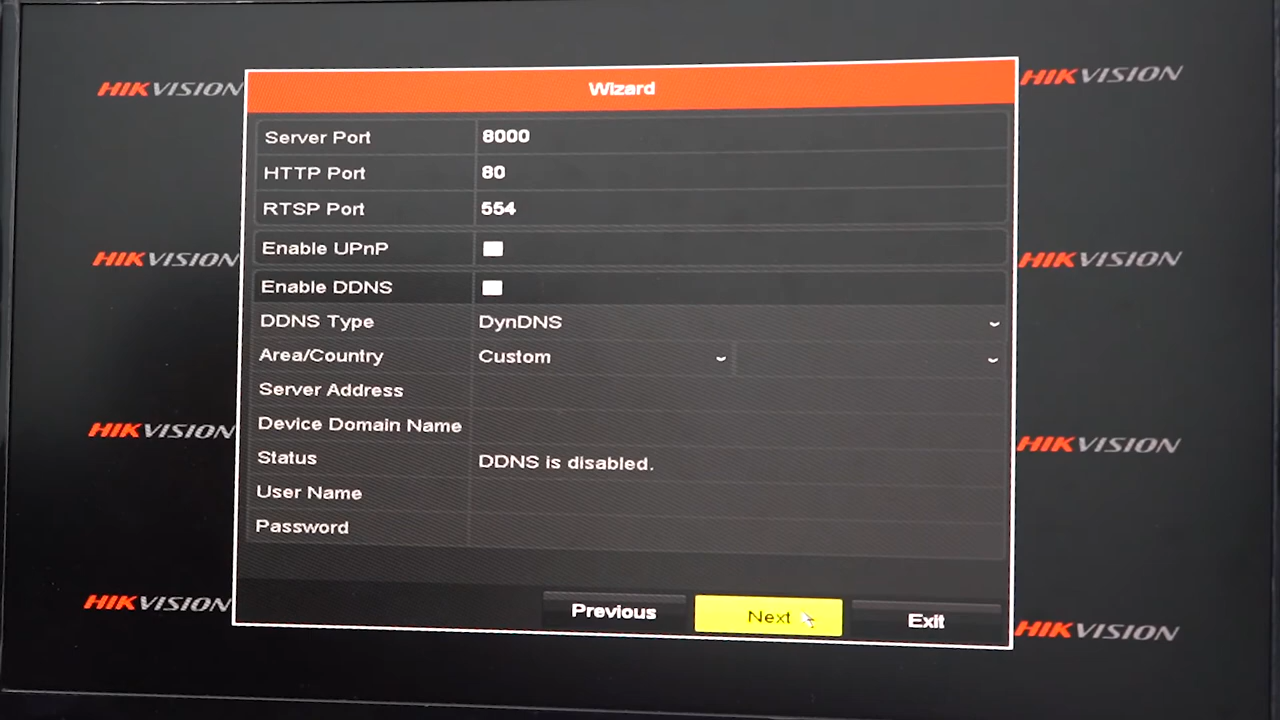 HIKVISION
HIKVISION
Wizard
Server Port 8000
HTTP Port 80
RTSP Port 554
Enable UPnP
HIKVISION
HIKVISION
Enable DDNS
DDNS Type DynDNS
Area/Country Custom
Server Address
Device Domain Name
HIKVISION
HIKVISION
Status DDNS is disabled.
User Name
Password
HIKVISION
HIKVISION
Previous Next Exit